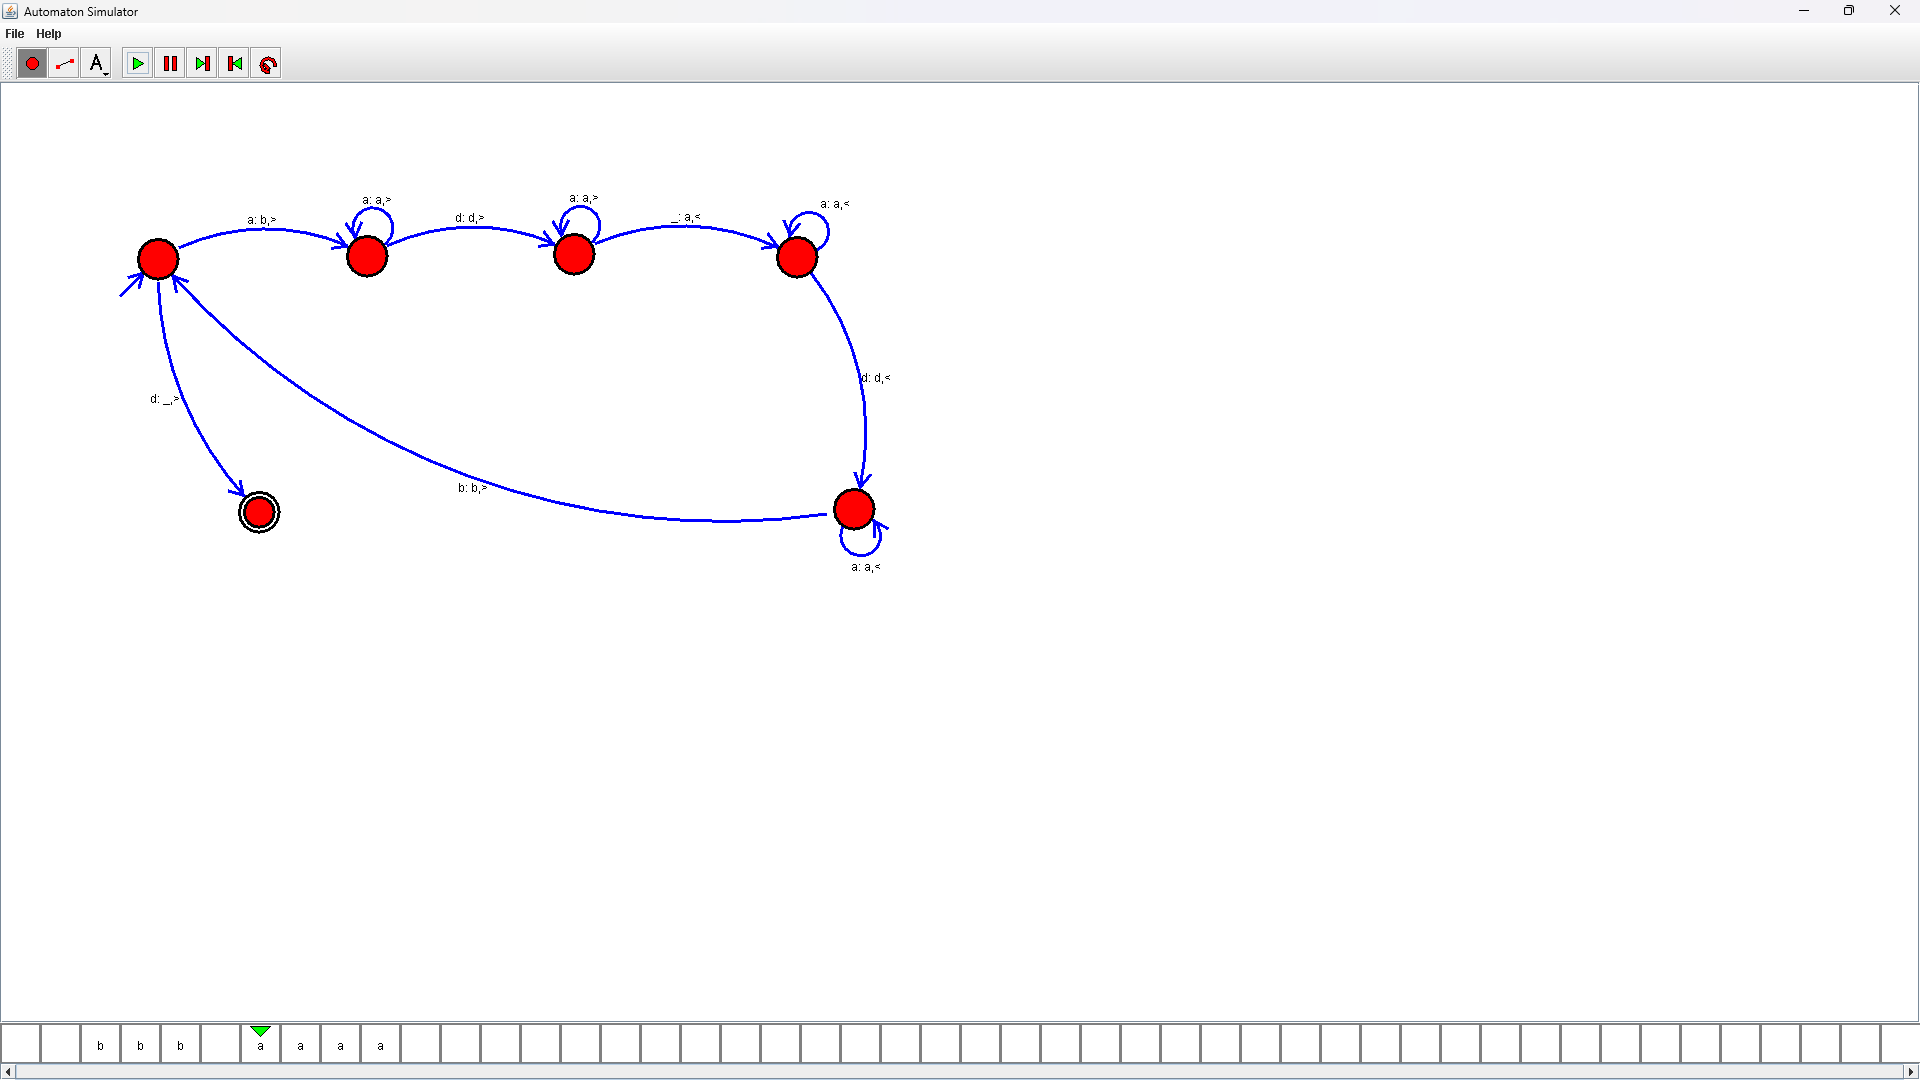 Automaton Simulator
File Help
A
a: a,>
a: a,>
a: a,<
a: b,>
d: d,>
_: a,<
d: d,<
d: _,>
b: b,>
a: a,<
b b b a a a a